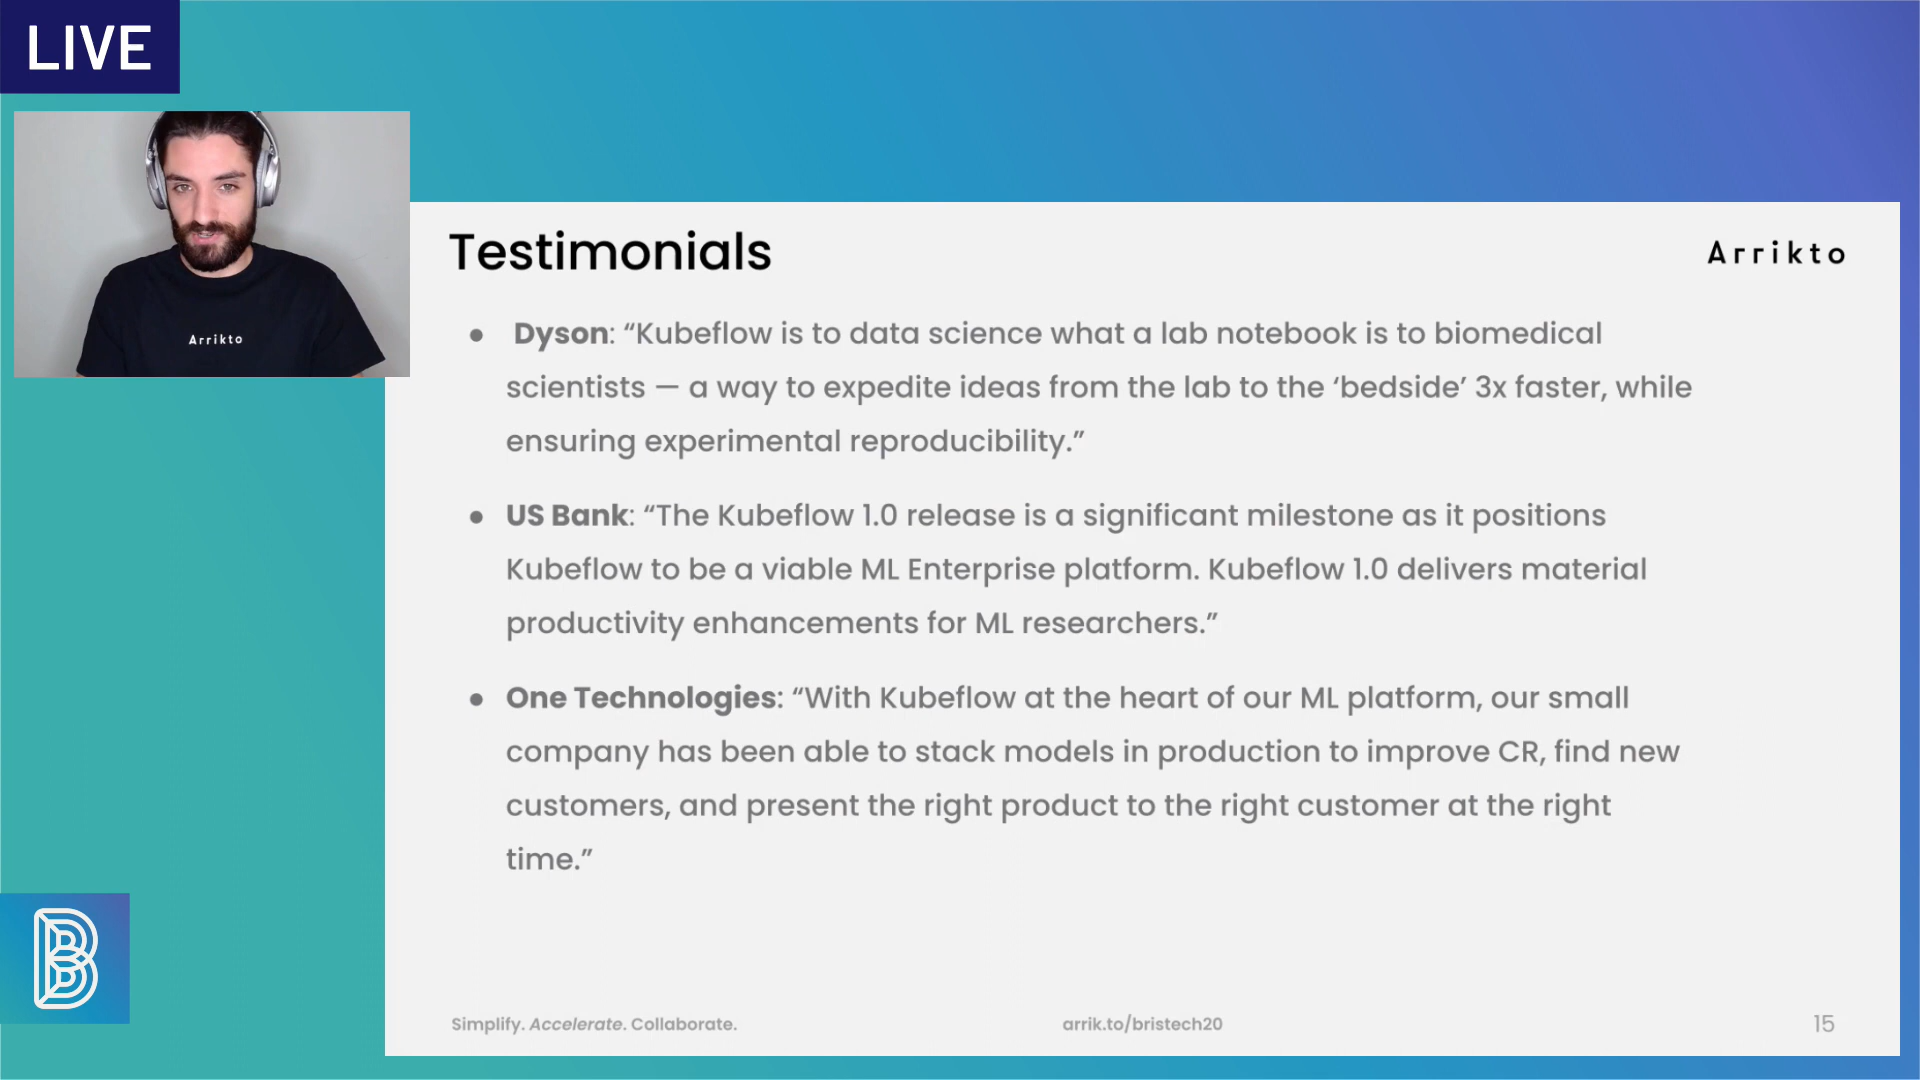 LIVE
Arrikto
Testimonials
Arrikto
● Dyson: “Kubeflow is to data science what a lab notebook is to biomedical
scientists — a way to expedite ideas from the lab to the ‘bedside’ 3x faster, while
ensuring experimental reproducibility.”
● US Bank: “The Kubeflow 1.0 release is a significant milestone as it positions
Kubeflow to be a viable ML Enterprise platform. Kubeflow 1.0 delivers material
productivity enhancements for ML researchers.”
● One Technologies: “With Kubeflow at the heart of our ML platform, our small
company has been able to stack models in production to improve CR, find new
customers, and present the right product to the right customer at the right
time.”
B
Simplify. Accelerate. Collaborate.
arrik.to/bristech20
15